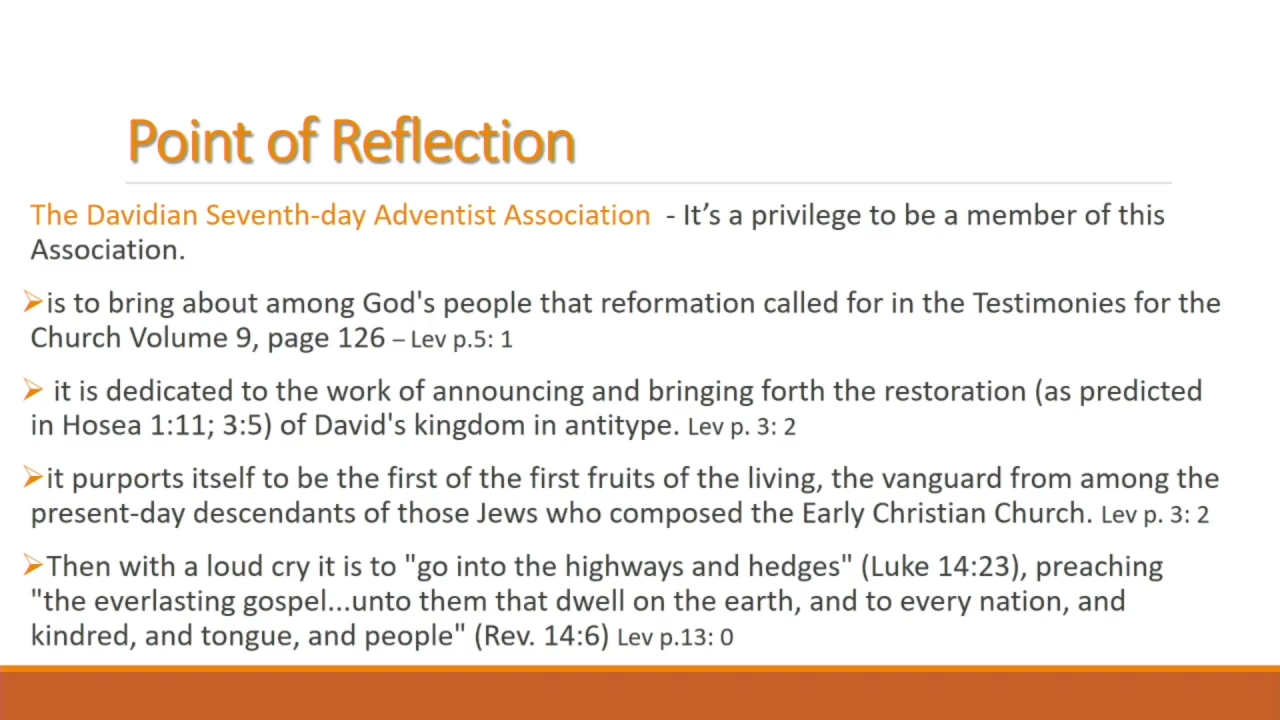 Point of Reflection
The Davidian Seventh-day Adventist Association - It’s a privilege to be a member of this
Association.
➢is to bring about among God's people that reformation called for in the Testimonies for the
Church Volume 9, page 126 – Lev p.5: 1
➢ it is dedicated to the work of announcing and bringing forth the restoration (as predicted
in Hosea 1:11; 3:5) of David's kingdom in antitype. Lev p. 3: 2
➢it purports itself to be the first of the first fruits of the living, the vanguard from among the
present-day descendants of those Jews who composed the Early Christian Church. Lev p. 3: 2
➢Then with a loud cry it is to "go into the highways and hedges" (Luke 14:23), preaching
"the everlasting gospel...unto them that dwell on the earth, and to every nation, and
kindred, and tongue, and people" (Rev. 14:6) Lev p.13: 0